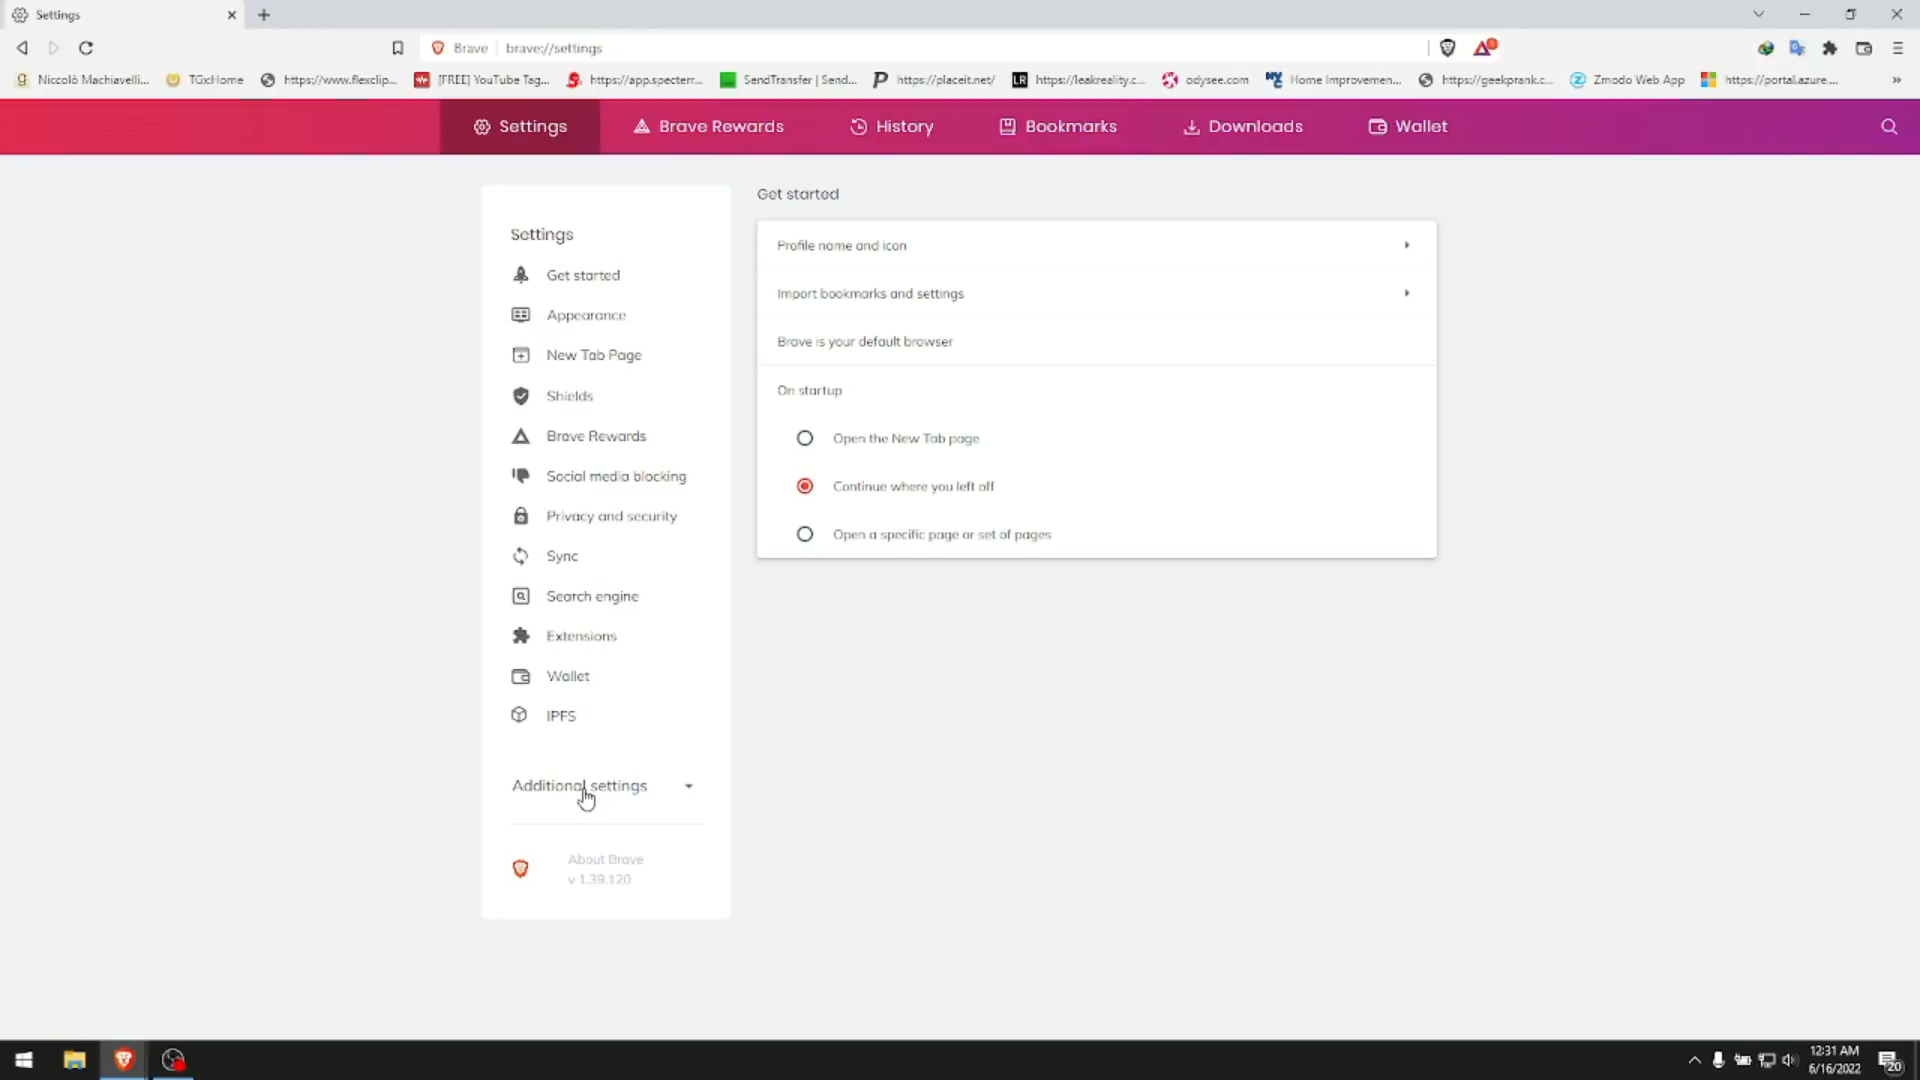 Settings
Brave brave://settings
Niccolò Machiavelli... TGxHome https://www.flexclip... [FREE] YouTube Tag... https://app.specterr... SendTransfer | Send... https://placeit.net/ https://leakreality.c... odysee.com Home Improvemen... https://geekprank.c... Zmodo Web App https://portal.azure.... »
Settings Brave Rewards History Bookmarks Downloads Wallet
Get started
Settings
Profile name and icon
Get started
Import bookmarks and settings
Appearance
Brave is your default browser
New Tab Page
On startup
Shields
Open the New Tab page
Brave Rewards
Social media blocking
Continue where you left off
Privacy and security
Open a specific page or set of pages
Sync
Search engine
Extensions
Wallet
IPFS
Additional settings
About Brave
v 1.39.120
12:31 AM
6/16/2022
20